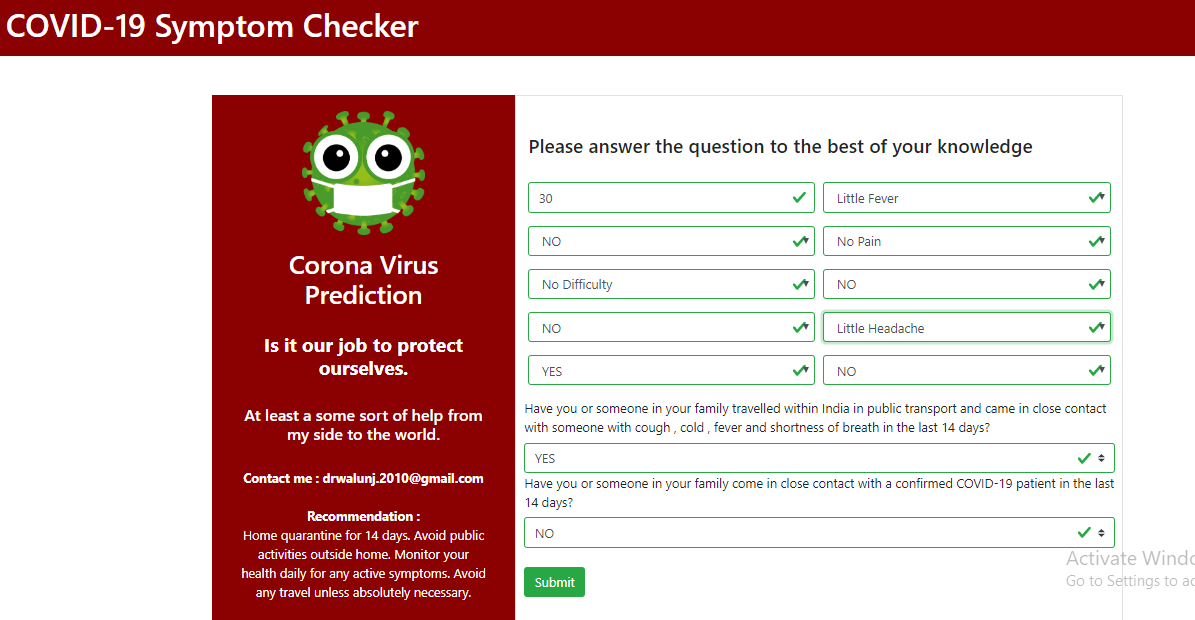 COVID-19 Symptom Checker
Corona Virus
Prediction
Is it our job to protect
ourselves.
At least a some sort of help from
my side to the world.
Contact me : drwalunj.2010@gmail.com
Recommendation :
Home quarantine for 14 days. Avoid public
activities outside home. Monitor your
health daily for any active symptoms. Avoid
any travel unless absolutely necessary.
Please answer the question to the best of your knowledge
30
Little Fever
NO
No Pain
No Difficulty
NO
NO
Little Headache
YES
NO
Have you or someone in your family travelled within India in public transport and came in close contact
with someone with cough , cold , fever and shortness of breath in the last 14 days?
YES
Have you or someone in your family come in close contact with a confirmed COVID-19 patient in the last
14 days?
NO
Submit
Activate Windo
Go to Settings to ac